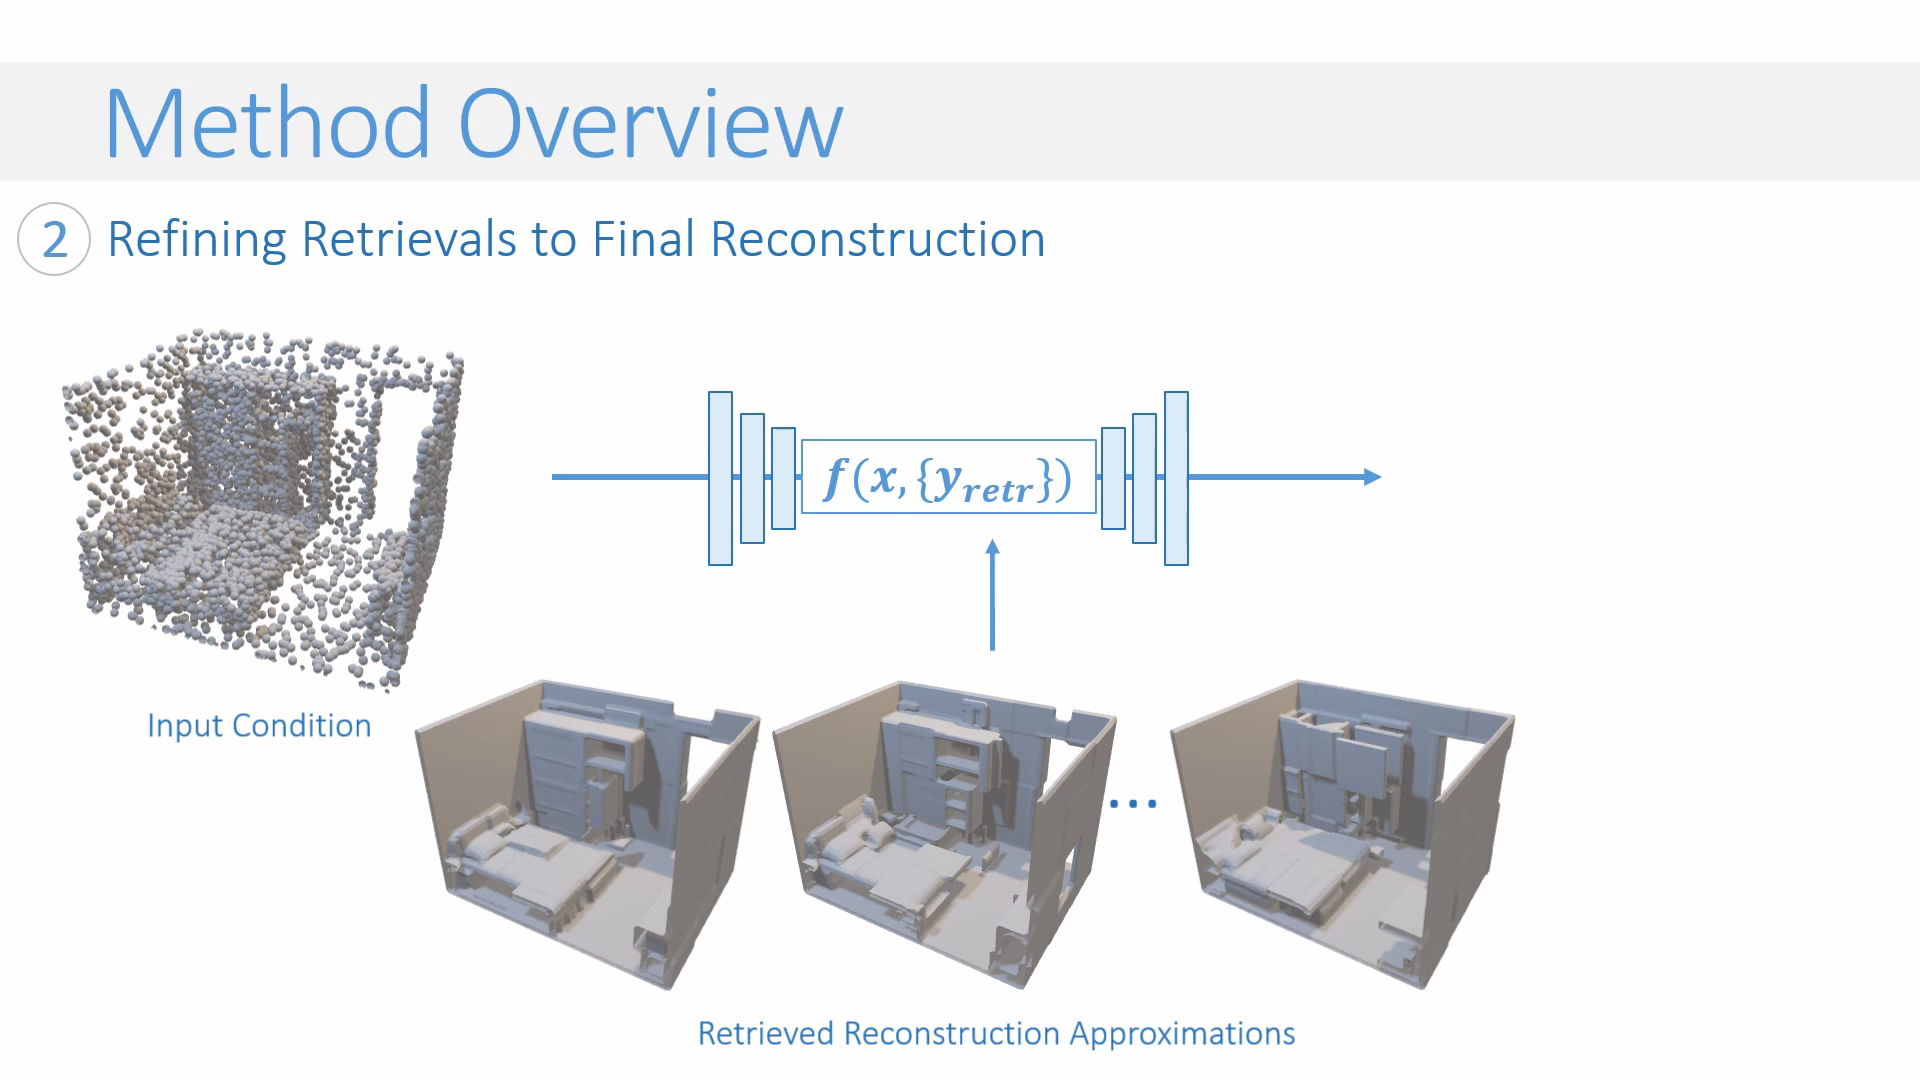 Method Overview
2 Refining Retrievals to Final Reconstruction
f(x, {y_retr})
Input Condition
...
Retrieved Reconstruction Approximations